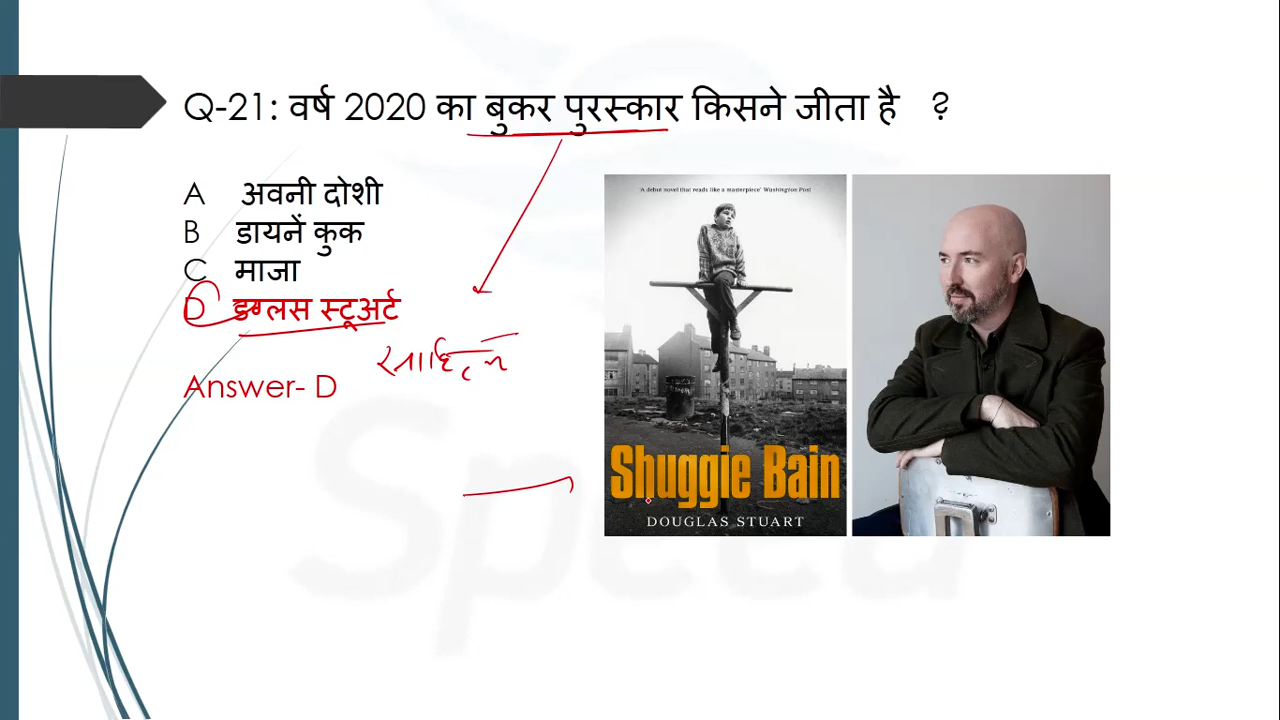 Q-21: वर्ष 2020 का बुकर पुरस्कार किसने जीता है ?
A अवनी दोशी
B डायनें कुक
C माजा
D डग्लस स्टूअर्ट
Answer- D
'A debut novel that reads like a masterpiece' Washington Post
Shuggie Bain
DOUGLAS STUART
Speed